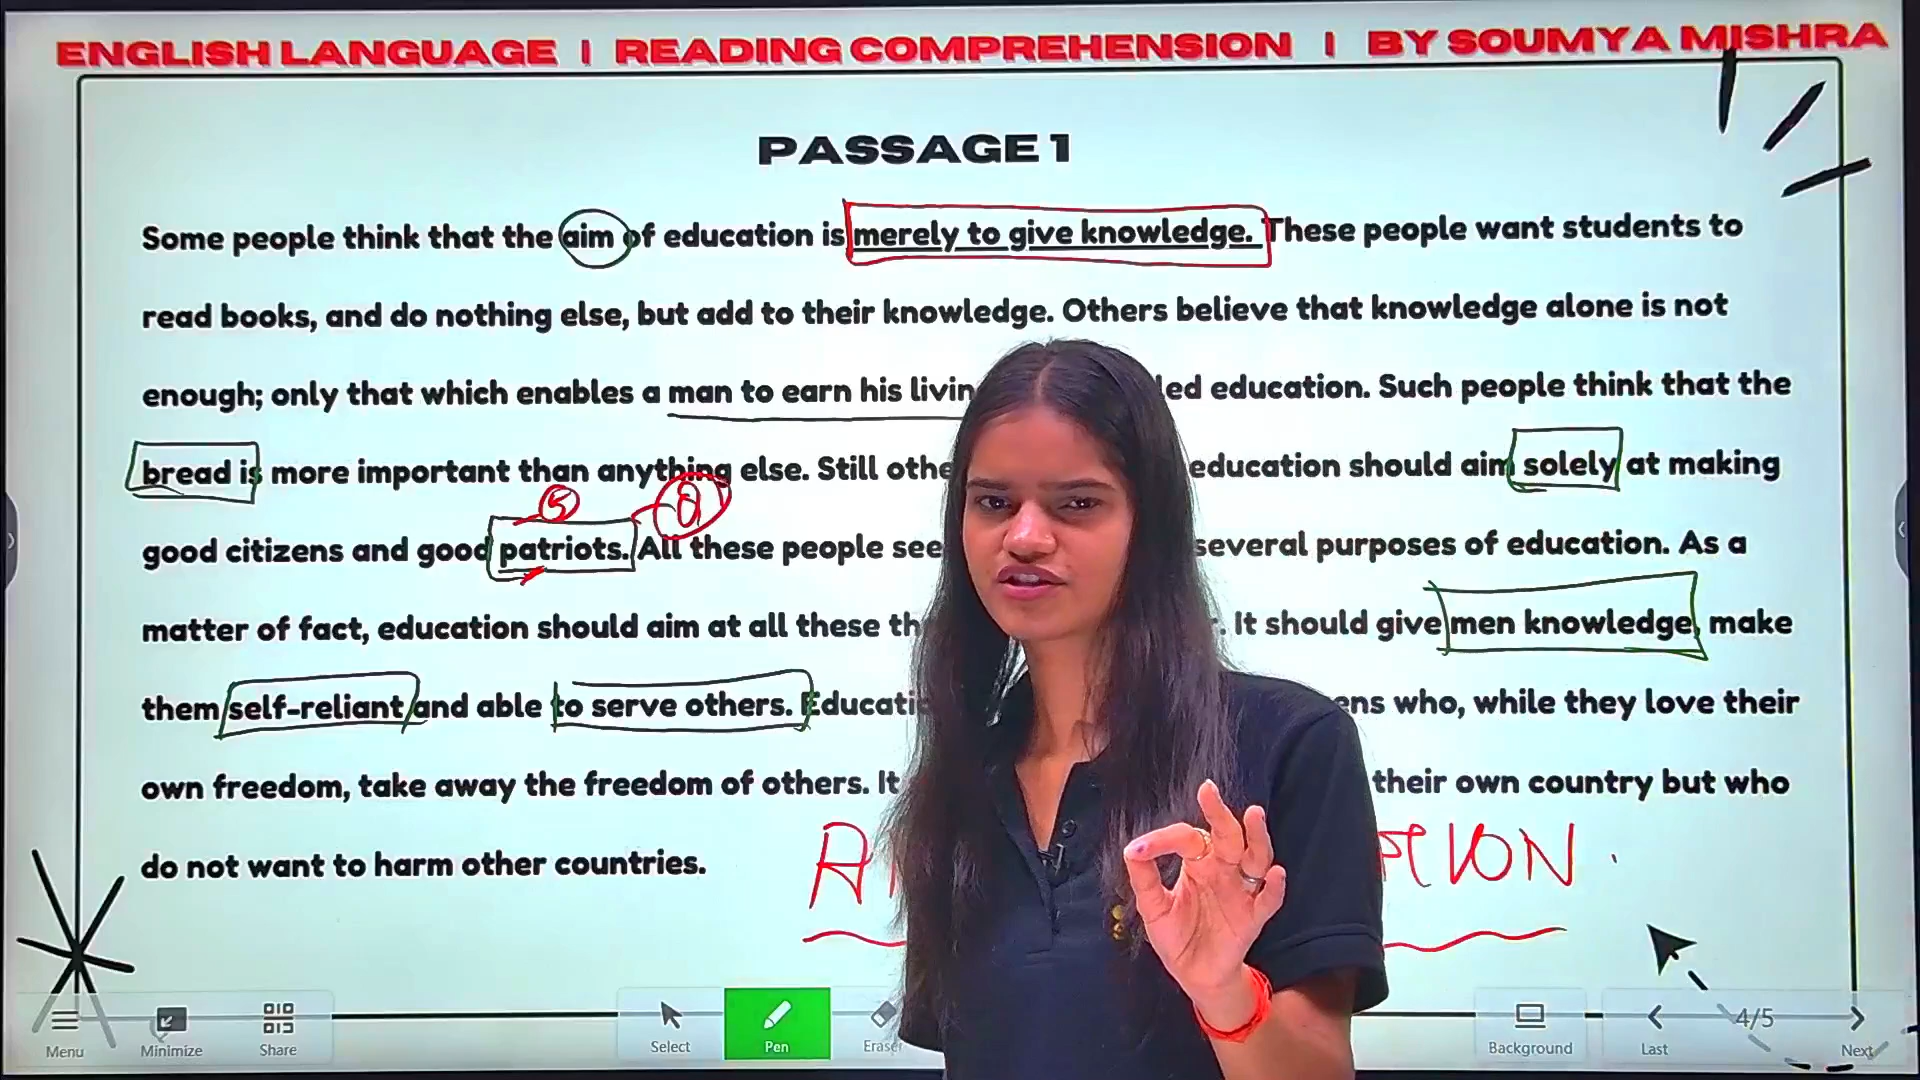 ENGLISH LANGUAGE | READING COMPREHENSION | BY SOUMYA MISHRA
PASSAGE 1
Some people think that the aim of education is merely to give knowledge. These people want students to
read books, and do nothing else, but add to their knowledge. Others believe that knowledge alone is not
enough; only that which enables a man to earn his education. Such people think that the
bread is more important than anything else. Still education should aim solely at making
good citizens and good patriots. All these people several purposes of education. As a
matter of fact, education should aim at all these It should give men knowledge, make
them self-reliant and able to serve others. who, while they love their
own freedom, take away the freedom of others. It their own country but who
do not want to harm other countries.
Menu
Minimize
Share
Select
Pen
Eraser
Background
Last
4/5
Next